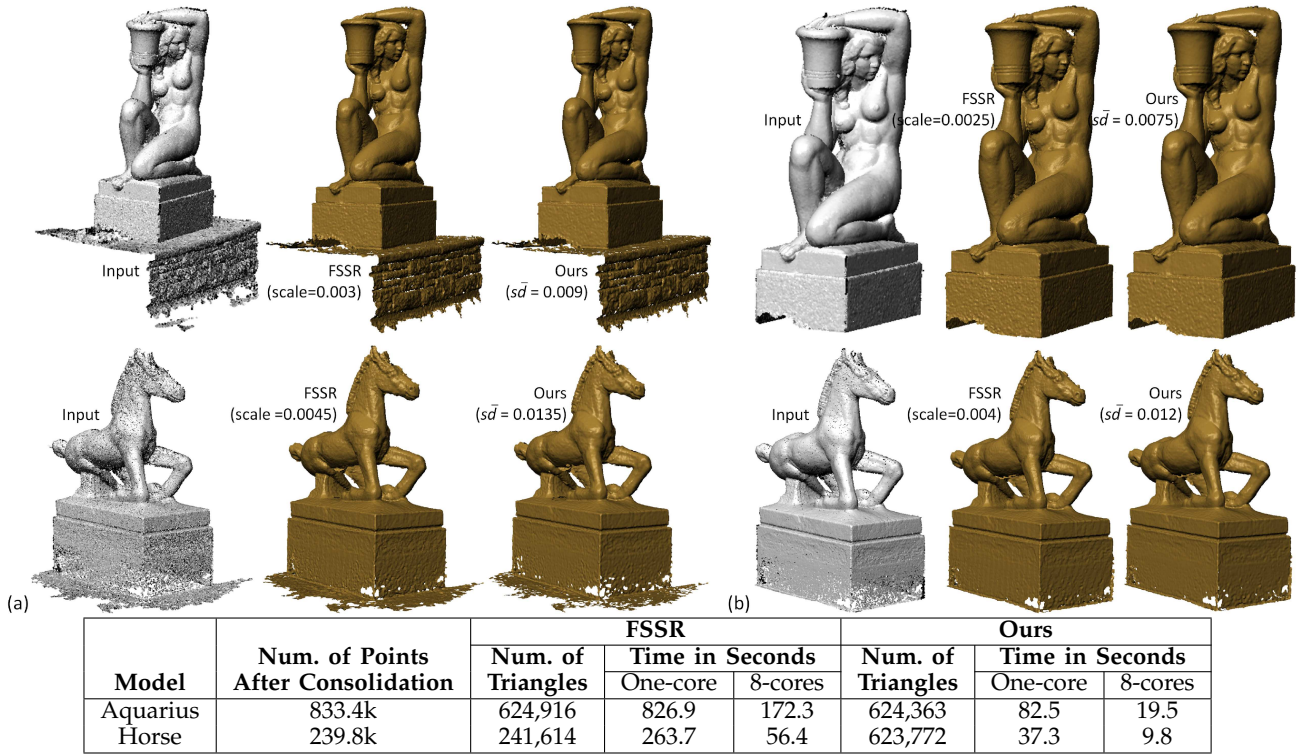 Input
FSSR
(scale=0.003)
Ours
(sd̄ = 0.009)
Input
FSSR
(scale=0.0025)
Ours
(sd̄ = 0.0075)
Input
FSSR
(scale =0.0045)
Ours
(sd̄ = 0.0135)
Input
FSSR
(scale=0.004)
Ours
(sd̄ = 0.012)
(a)
(b)
FSSR Ours
Num. of Points Num. of Time in Seconds Num. of Time in Seconds
Model After Consolidation Triangles One-core 8-cores Triangles One-core 8-cores
Aquarius 833.4k 624,916 826.9 172.3 624,363 82.5 19.5
Horse 239.8k 241,614 263.7 56.4 623,772 37.3 9.8